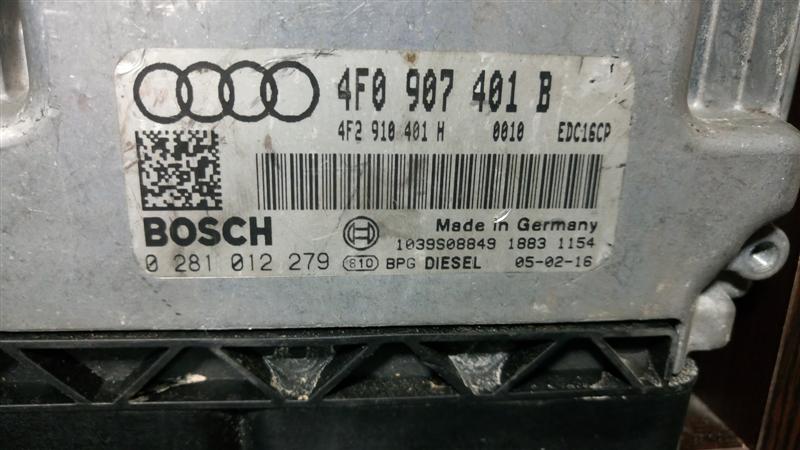 4F0 907 401 B
4F2 910 401 H 0010 EDC16CP
BOSCH Made in Germany
1039S08849 1883 1154
0 281 012 279 810 BPG DIESEL 05-02-16